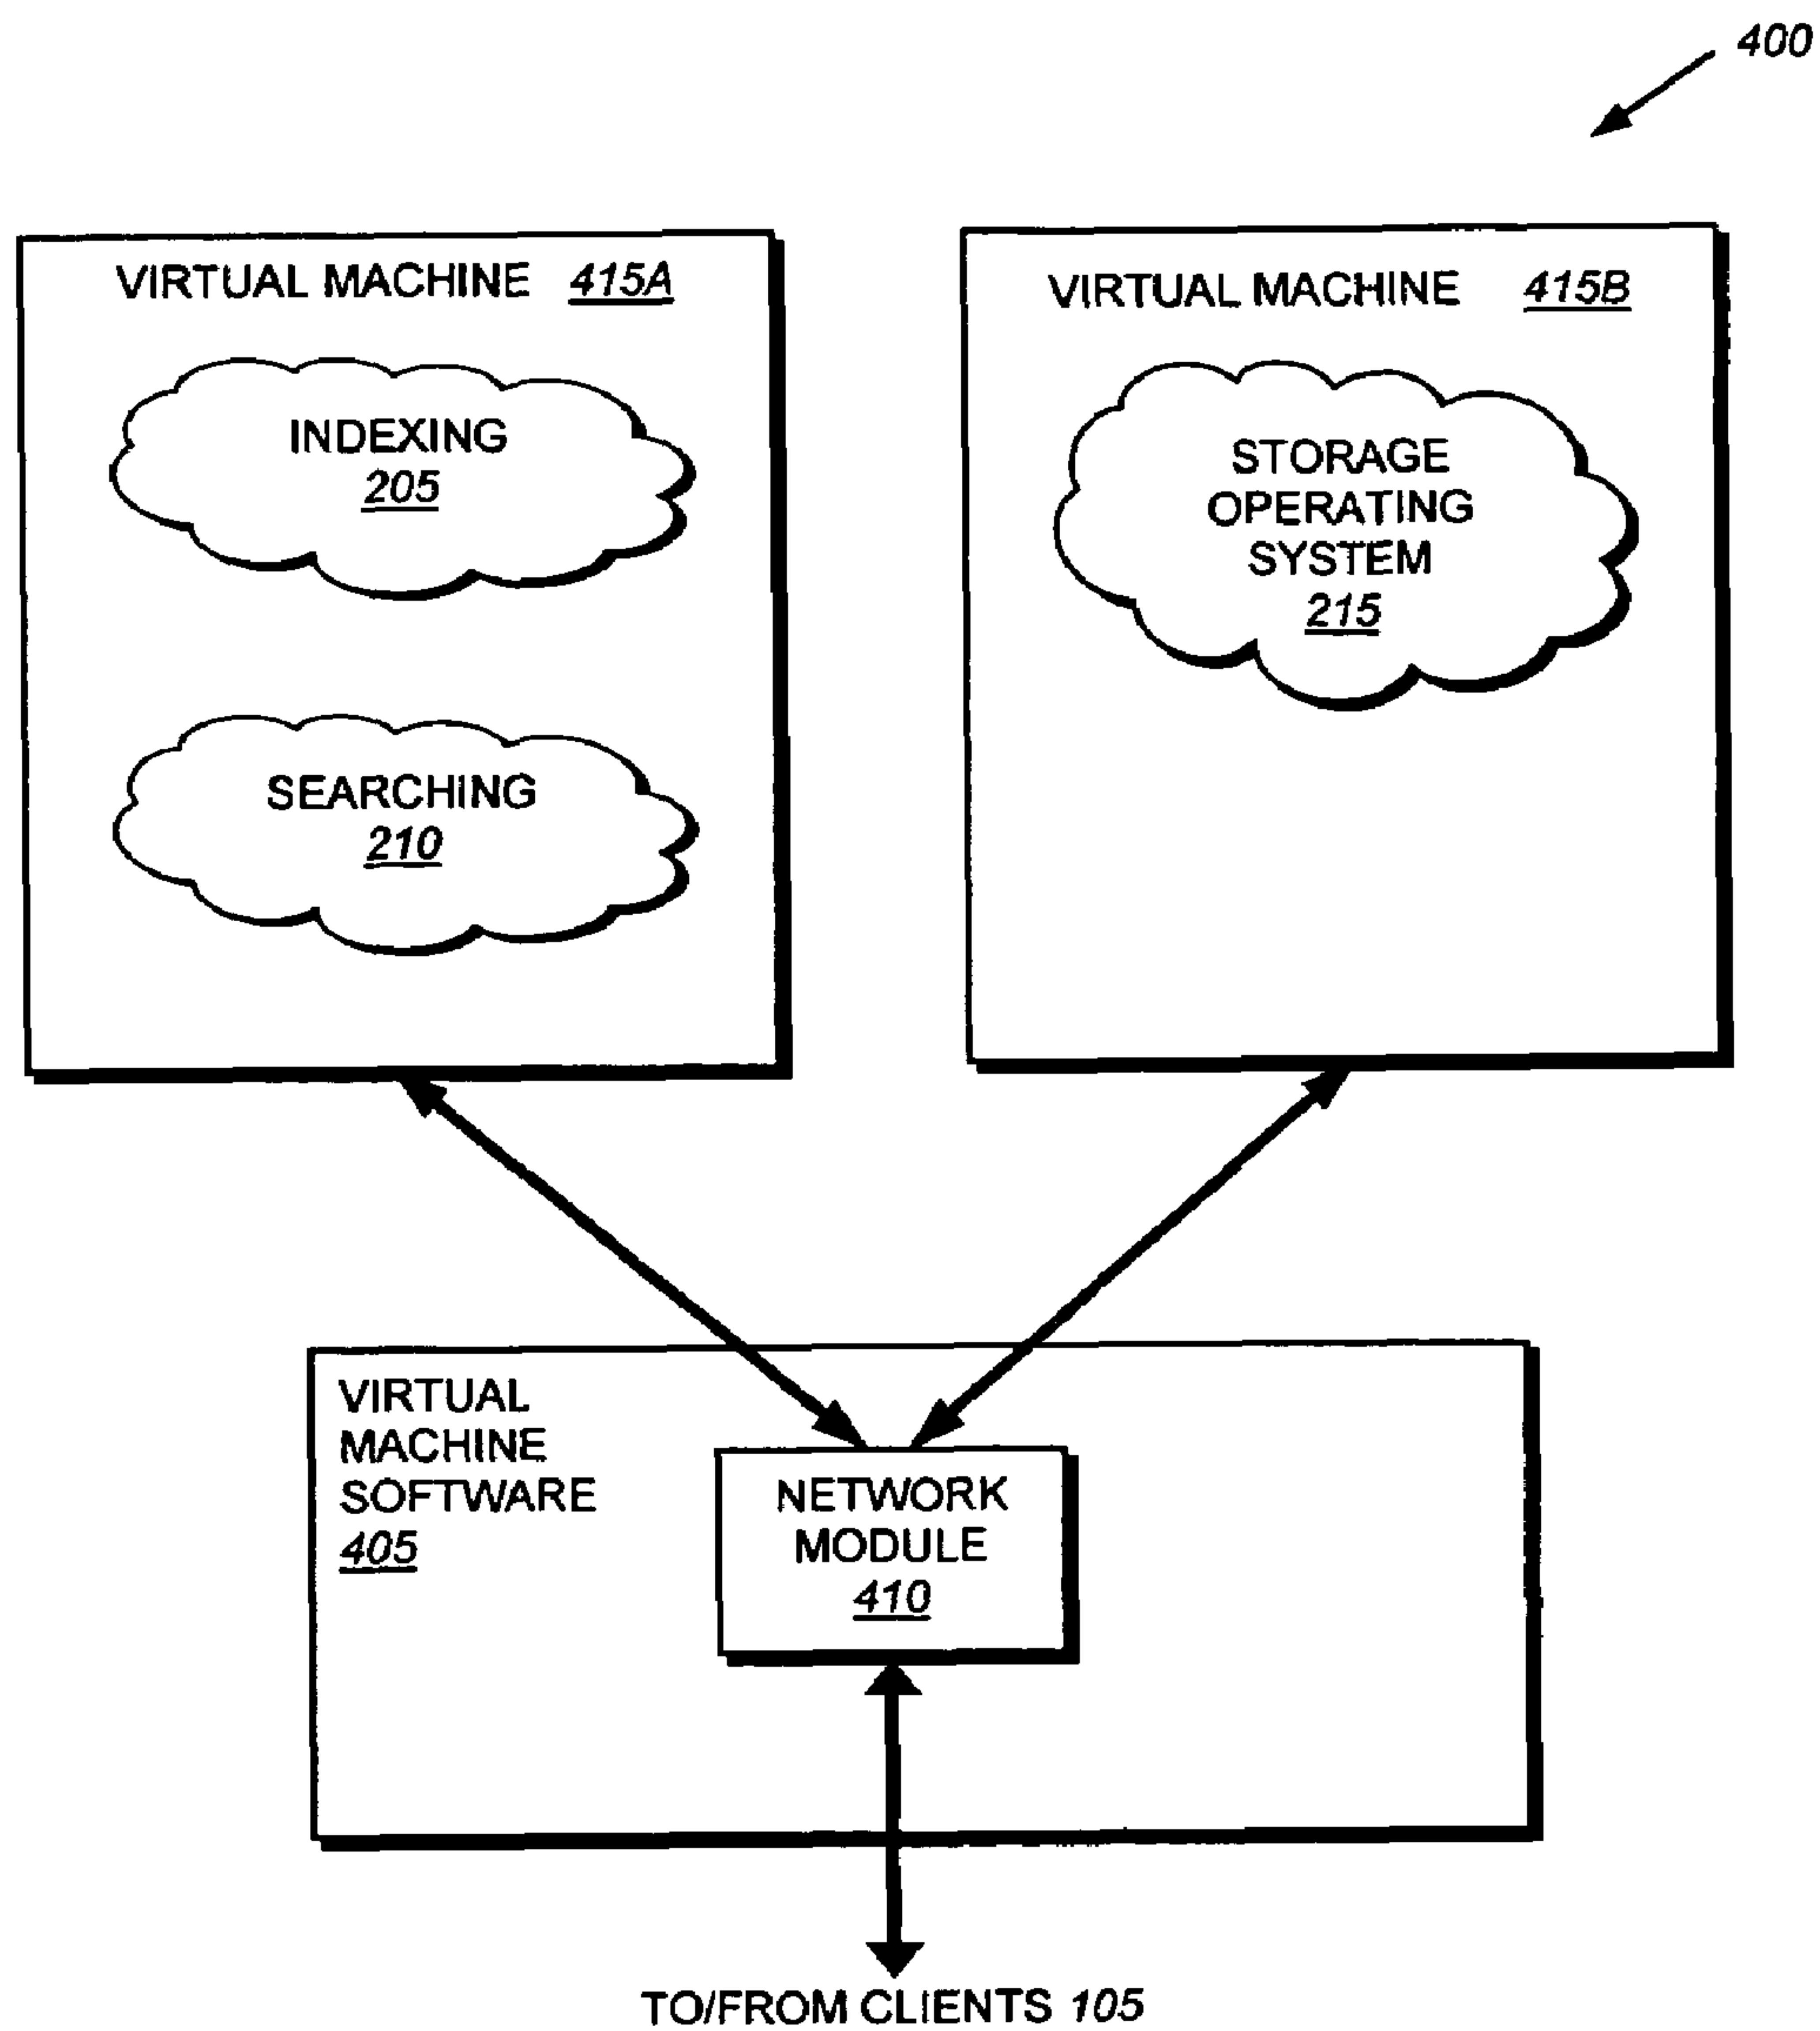 400
VIRTUAL MACHINE 415A
INDEXING
205
SEARCHING
210
VIRTUAL MACHINE 415B
STORAGE
OPERATING
SYSTEM
215
VIRTUAL
MACHINE
SOFTWARE
405
NETWORK
MODULE
410
TO/FROM CLIENTS 105